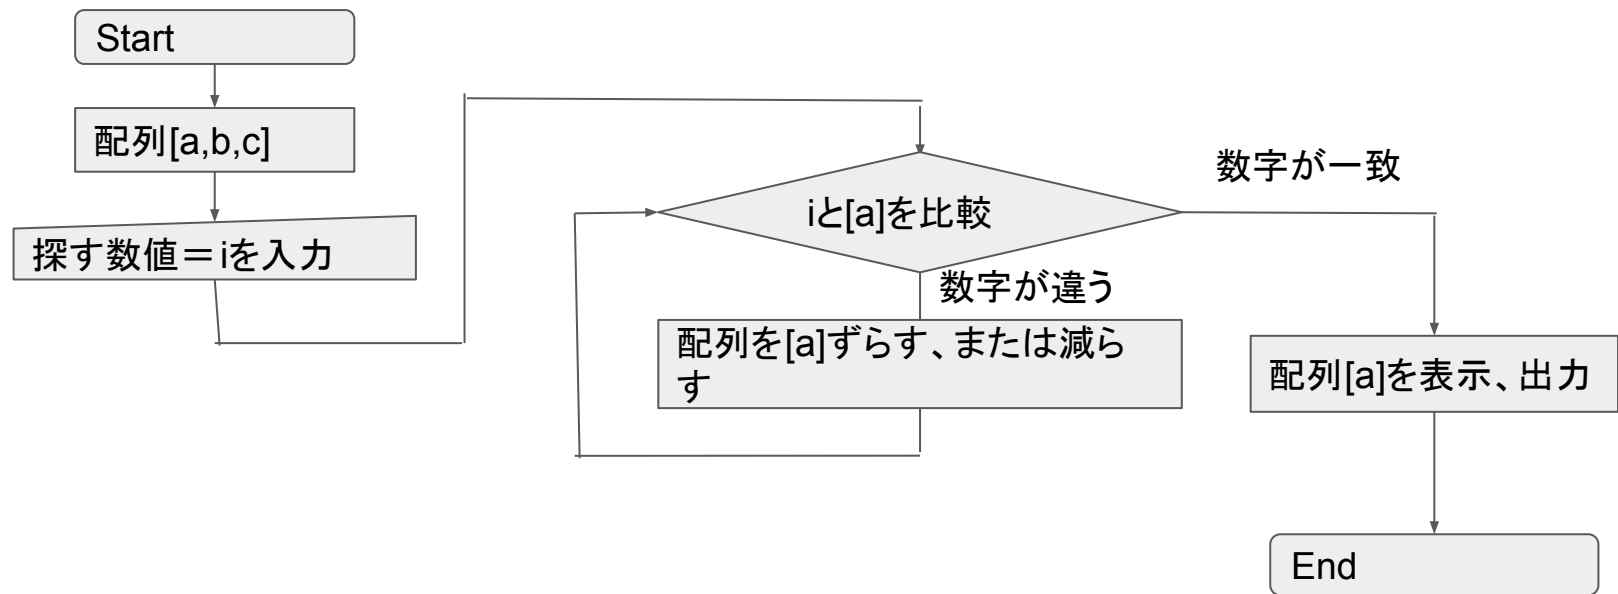 Start
配列[a,b,c]
探す数値＝iを入力
iと[a]を比較
数字が一致
数字が違う
配列を[a]ずらす、または減ら
す
配列[a]を表示、出力
End